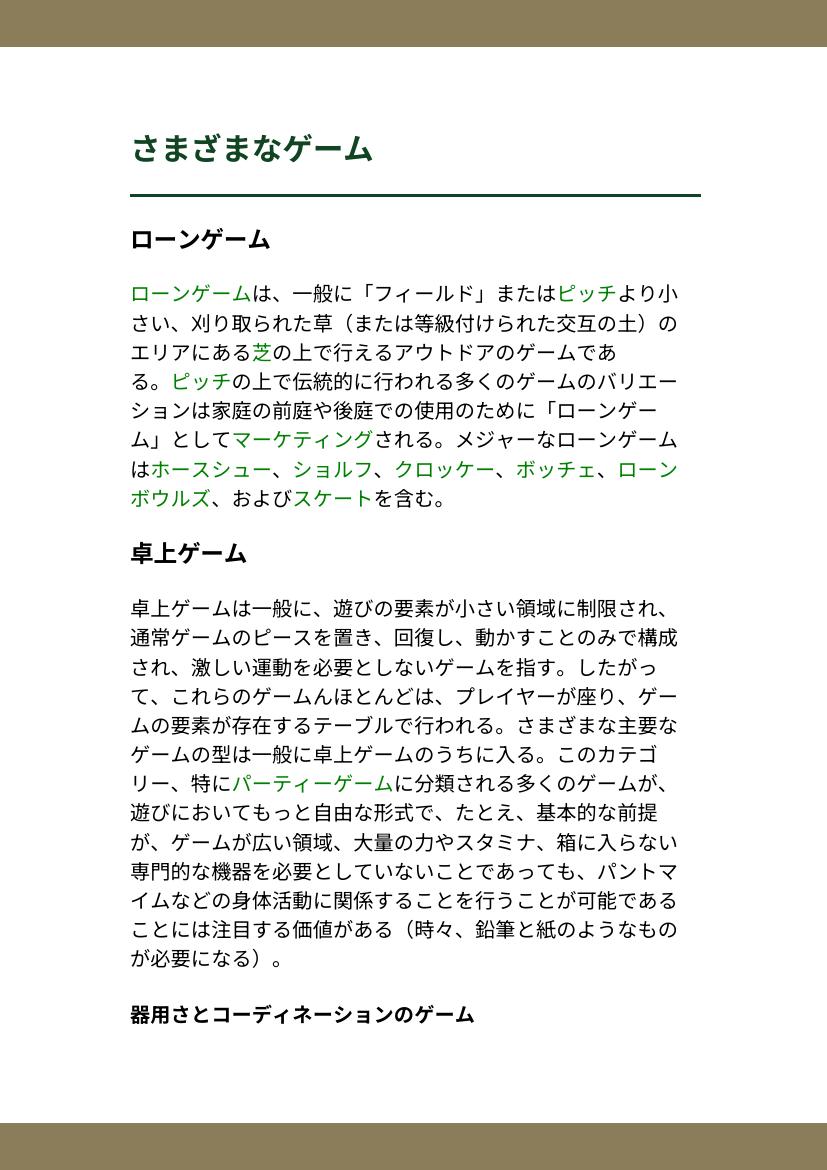 さまざまなゲーム
ローンゲーム
ローンゲームは、一般に「フィールド」またはピッチより小
さい、刈り取られた草（または等級付けられた交互の土）の
エリアにある芝の上で行えるアウトドアのゲームであ
る。ピッチの上で伝統的に行われる多くのゲームのバリエー
ションは家庭の前庭や後庭での使用のために「ローンゲー
ム」としてマーケティングされる。メジャーなローンゲーム
はホースシュー、ショルフ、クロッケー、ボッチェ、ローン
ボウルズ、およびスケートを含む。
卓上ゲーム
卓上ゲームは一般に、遊びの要素が小さい領域に制限され、
通常ゲームのピースを置き、回復し、動かすことのみで構成
され、激しい運動を必要としないゲームを指す。したがっ
て、これらのゲームんほとんどは、プレイヤーが座り、ゲー
ムの要素が存在するテーブルで行われる。さまざまな主要な
ゲームの型は一般に卓上ゲームのうちに入る。このカテゴ
リー、特にパーティーゲームに分類される多くのゲームが、
遊びにおいてもっと自由な形式で、たとえ、基本的な前提
が、ゲームが広い領域、大量の力やスタミナ、箱に入らない
専門的な機器を必要としていないことであっても、パントマ
イムなどの身体活動に関係することを行うことが可能である
ことには注目する価値がある（時々、鉛筆と紙のようなもの
が必要になる）。
器用さとコーディネーションのゲーム